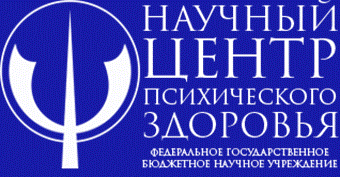 НАУЧНЫЙ
ЦЕНТР
ПСИХИЧЕСКОГО
ЗДОРОВЬЯ
ФЕДЕРАЛЬНОЕ ГОСУДАРСТВЕННОЕ
БЮДЖЕТНОЕ НАУЧНОЕ УЧРЕЖДЕНИЕ